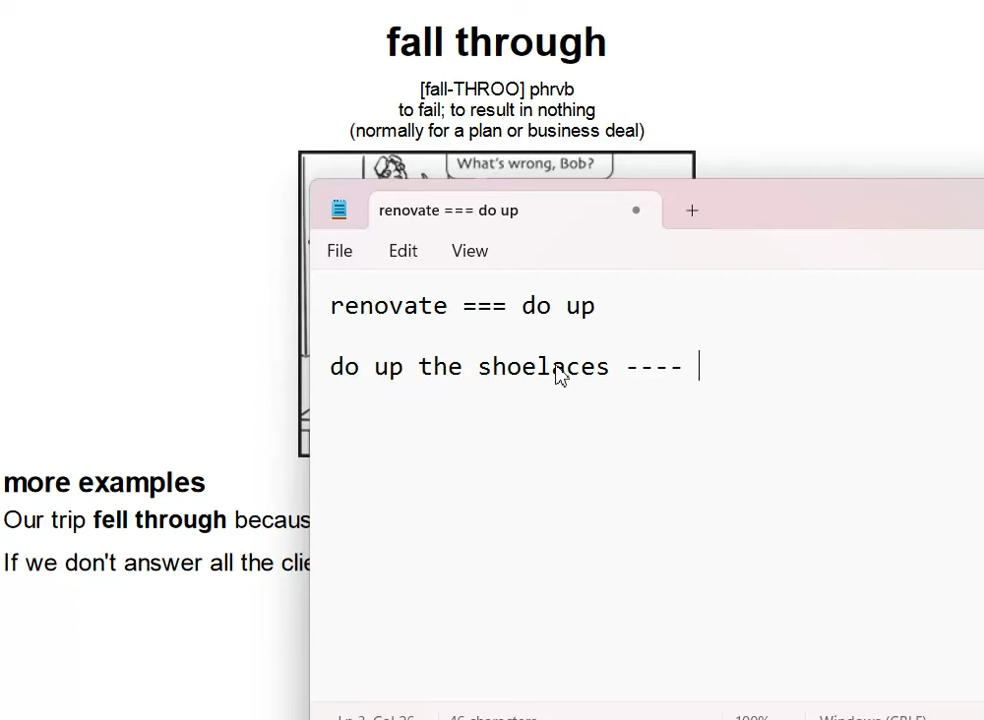 fall through
[fall-THROO] phrvb
to fail; to result in nothing
(normally for a plan or business deal)
What's wrong, Bob?
renovate === do up
File Edit View
renovate === do up
do up the shoelaces ----
more examples
Our trip fell through
If we don't answer all the